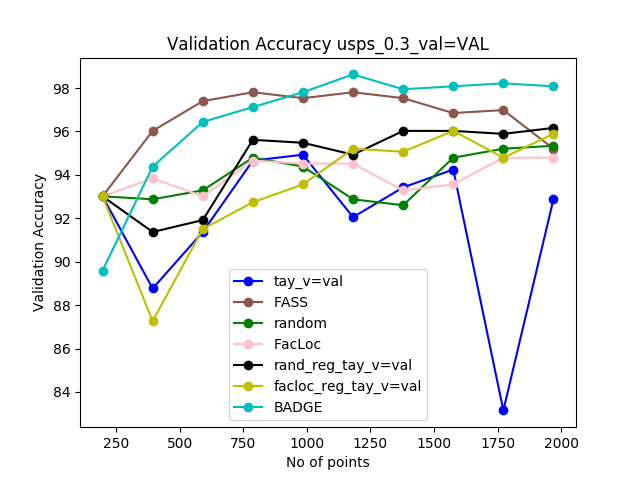 Validation Accuracy usps_0.3_val=VAL
Validation Accuracy
98
96
94
92
90
88
86
84
tay_v=val
FASS
random
FacLoc
rand_reg_tay_v=val
facloc_reg_tay_v=val
BADGE
250 500 750 1000 1250 1500 1750 2000
No of points